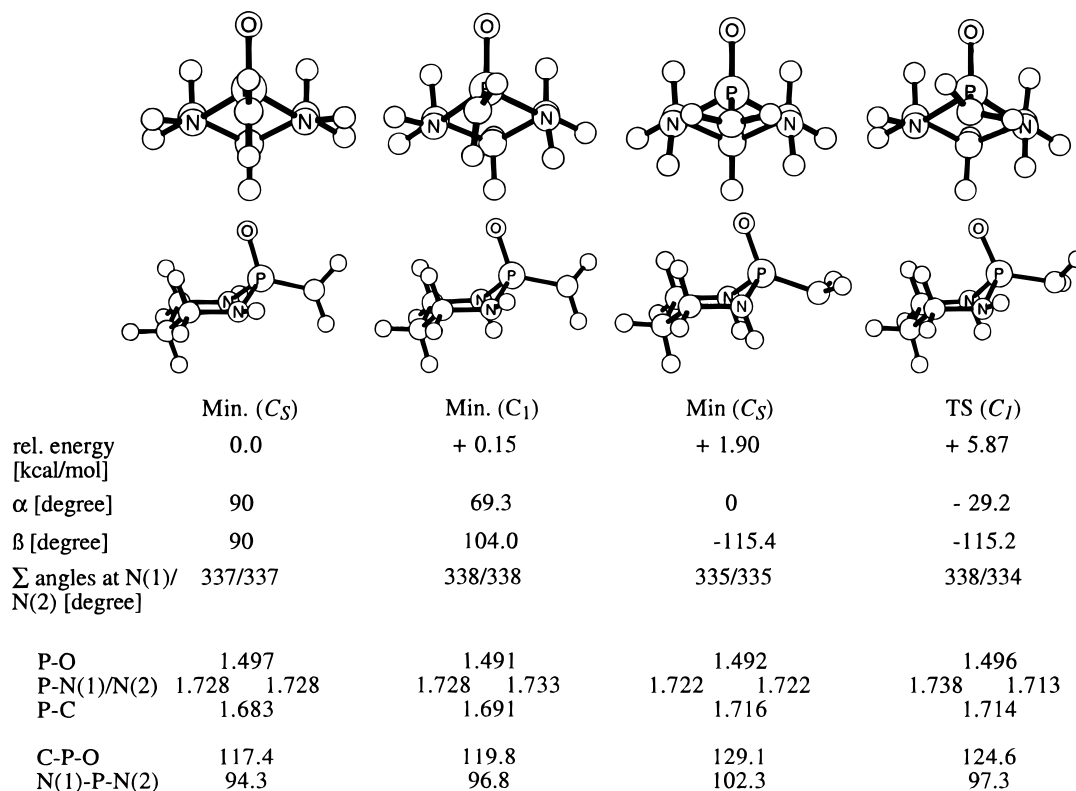 O O O O
P P
N N N N N N N N
O O O O
P P P P
N N N N N N N N
Min. (C_S) Min. (C₁) Min (C_S) TS (C_1)
rel. energy 0.0 + 0.15 + 1.90 + 5.87
[kcal/mol]
α [degree] 90 69.3 0 - 29.2
ß [degree] 90 104.0 -115.4 -115.2
∑ angles at N(1)/ 337/337 338/338 335/335 338/334
N(2) [degree]
P-O 1.497 1.491 1.492 1.496
P-N(1)/N(2) 1.728 1.728 1.728 1.733 1.722 1.722 1.738 1.713
P-C 1.683 1.691 1.716 1.714
C-P-O 117.4 119.8 129.1 124.6
N(1)-P-N(2) 94.3 96.8 102.3 97.3